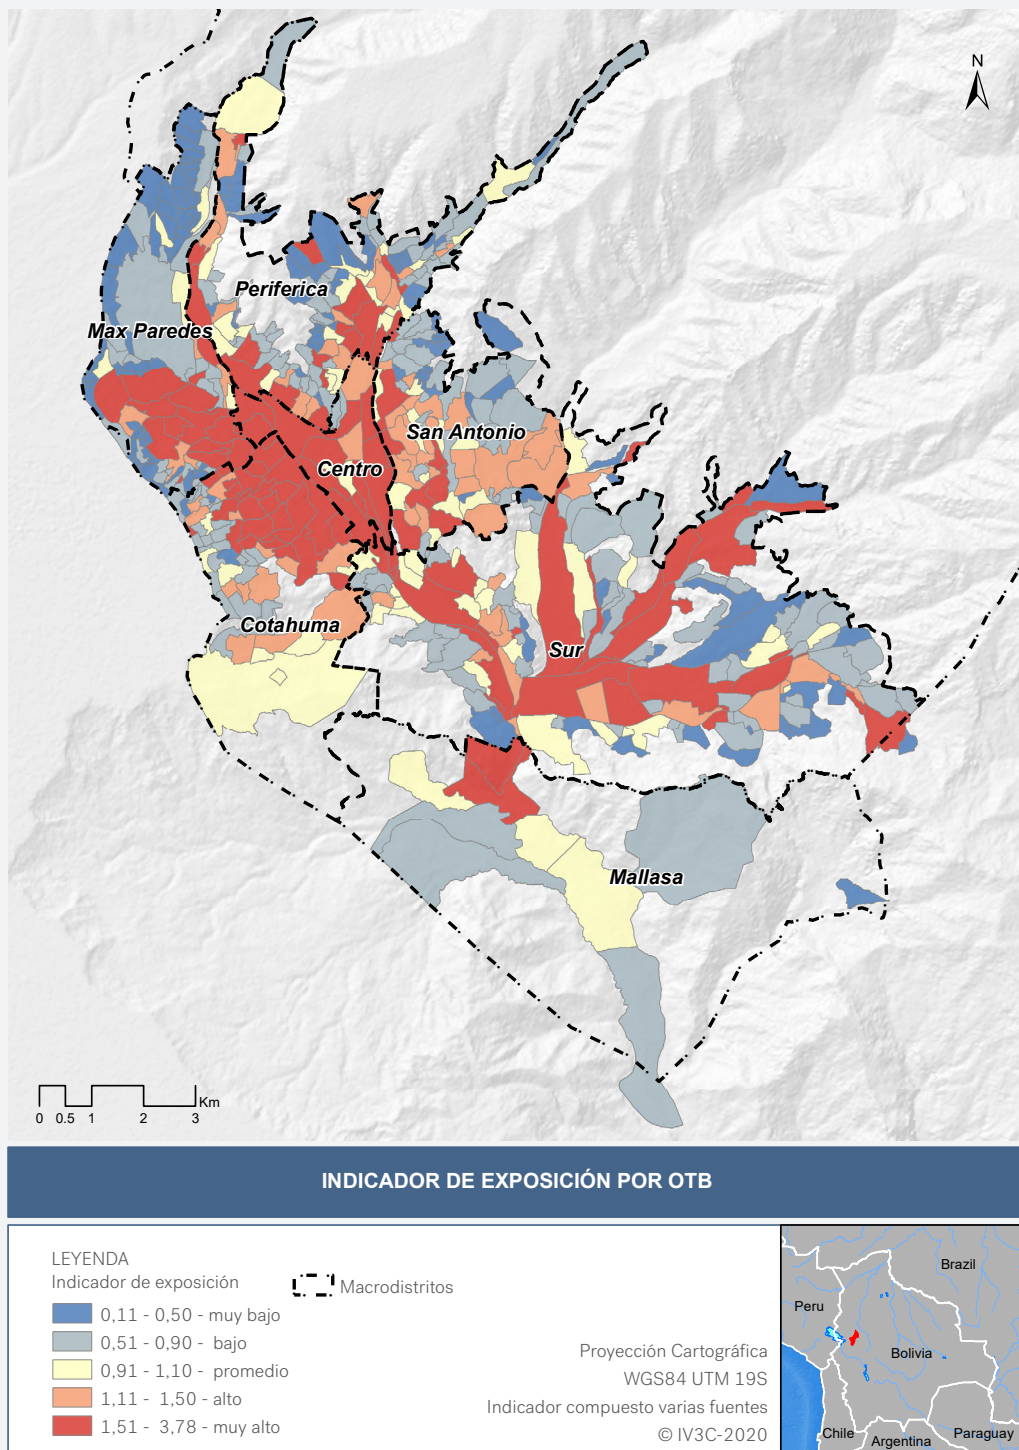 N
Periferica
Max Paredes
San Antonio
Centro
Cotahuma
Sur
Mallasa
Km
0 0.5 1 2 3
INDICADOR DE EXPOSICIÓN POR OTB
LEYENDA
Indicador de exposición
Macrodistritos
0,11 - 0,50 - muy bajo
0,51 - 0,90 - bajo
0,91 - 1,10 - promedio
1,11 - 1,50 - alto
1,51 - 3,78 - muy alto
Proyección Cartográfica
WGS84 UTM 19S
Indicador compuesto varias fuentes
© IV3C-2020
Brazil
Peru
Bolivia
Chile
Argentina
Paraguay